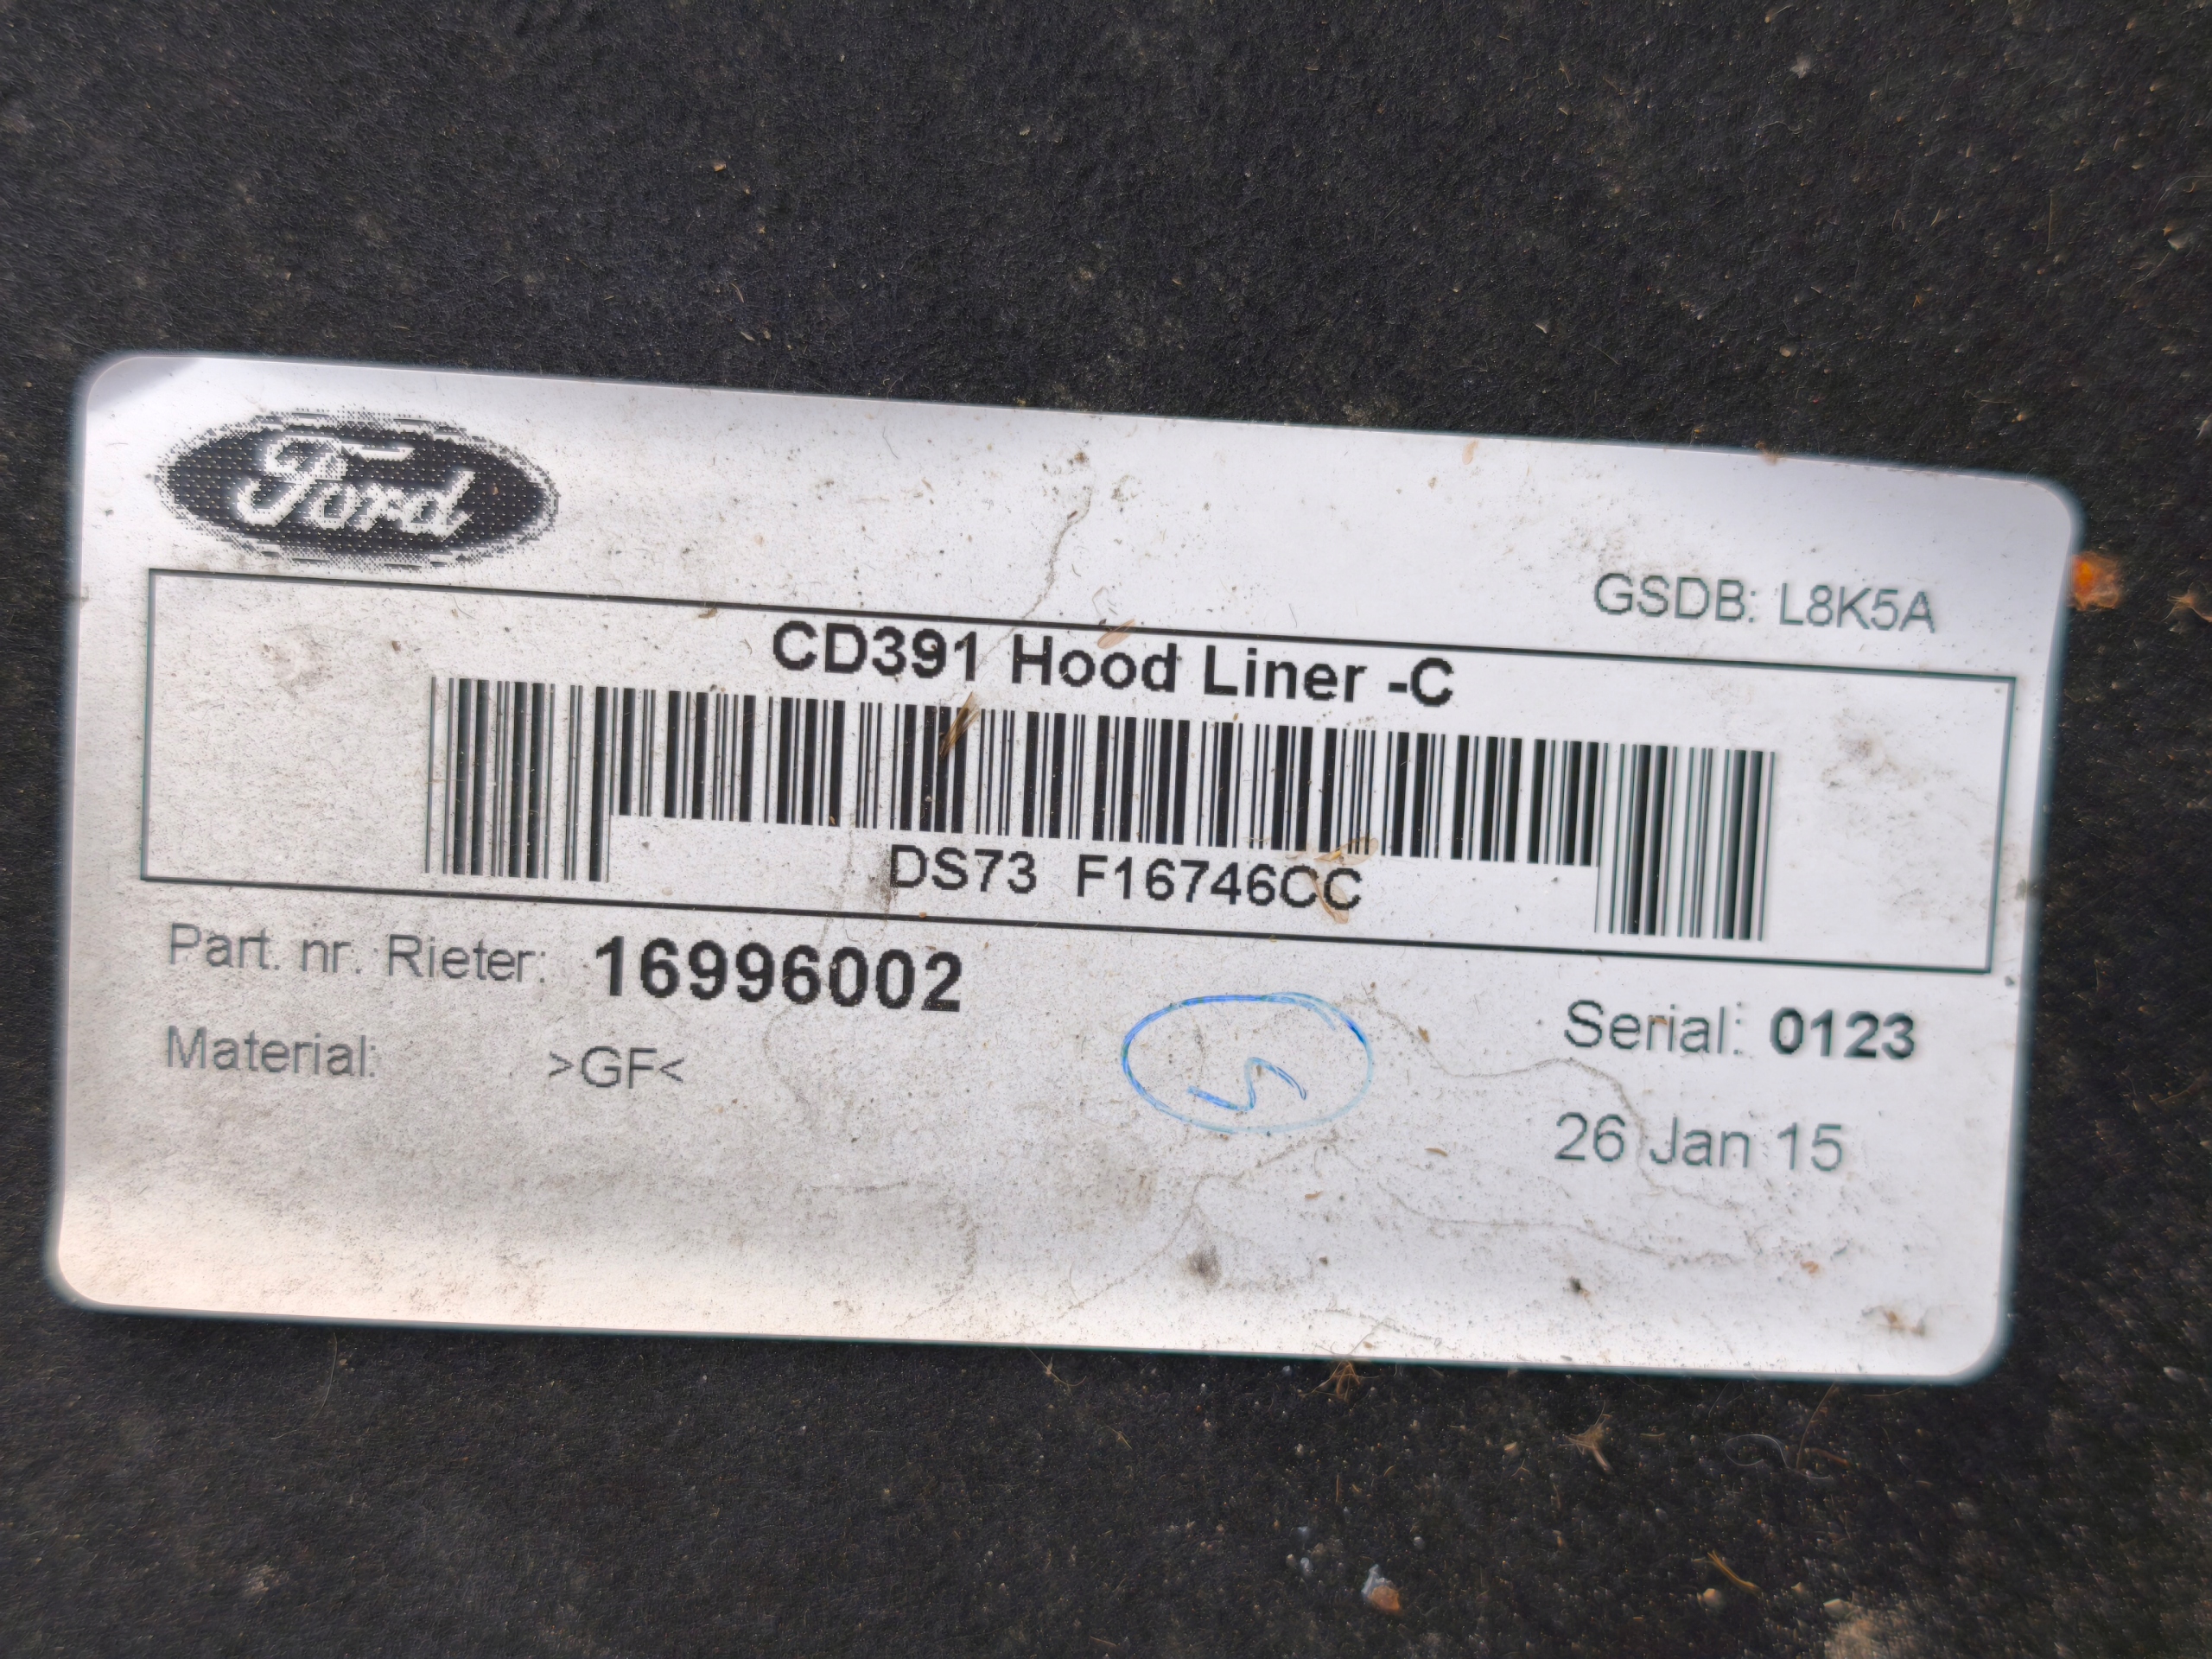 Ford
GSDB: L8K5A
CD391 Hood Liner -C
DS73 F16746CC
Part. nr. Rieter: 16996002
Material: >GF<
Serial: 0123
26 Jan 15